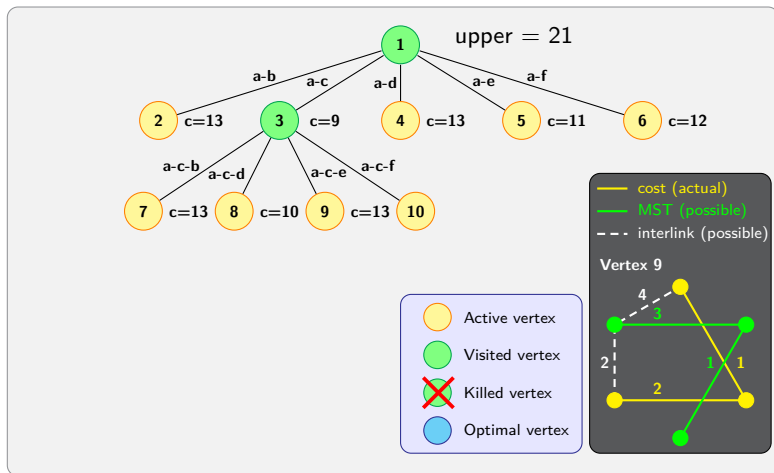 upper = 21
1
a-b
a-c
a-d
a-e
a-f
2 c=13
3 c=9
4 c=13
5 c=11
6 c=12
a-c-b
a-c-d
a-c-e
a-c-f
7 c=13
8 c=10
9 c=13
10
Active vertex
Visited vertex
Killed vertex
Optimal vertex
cost (actual)
MST (possible)
interlink (possible)
Vertex 9
4
3
2
1
1
2